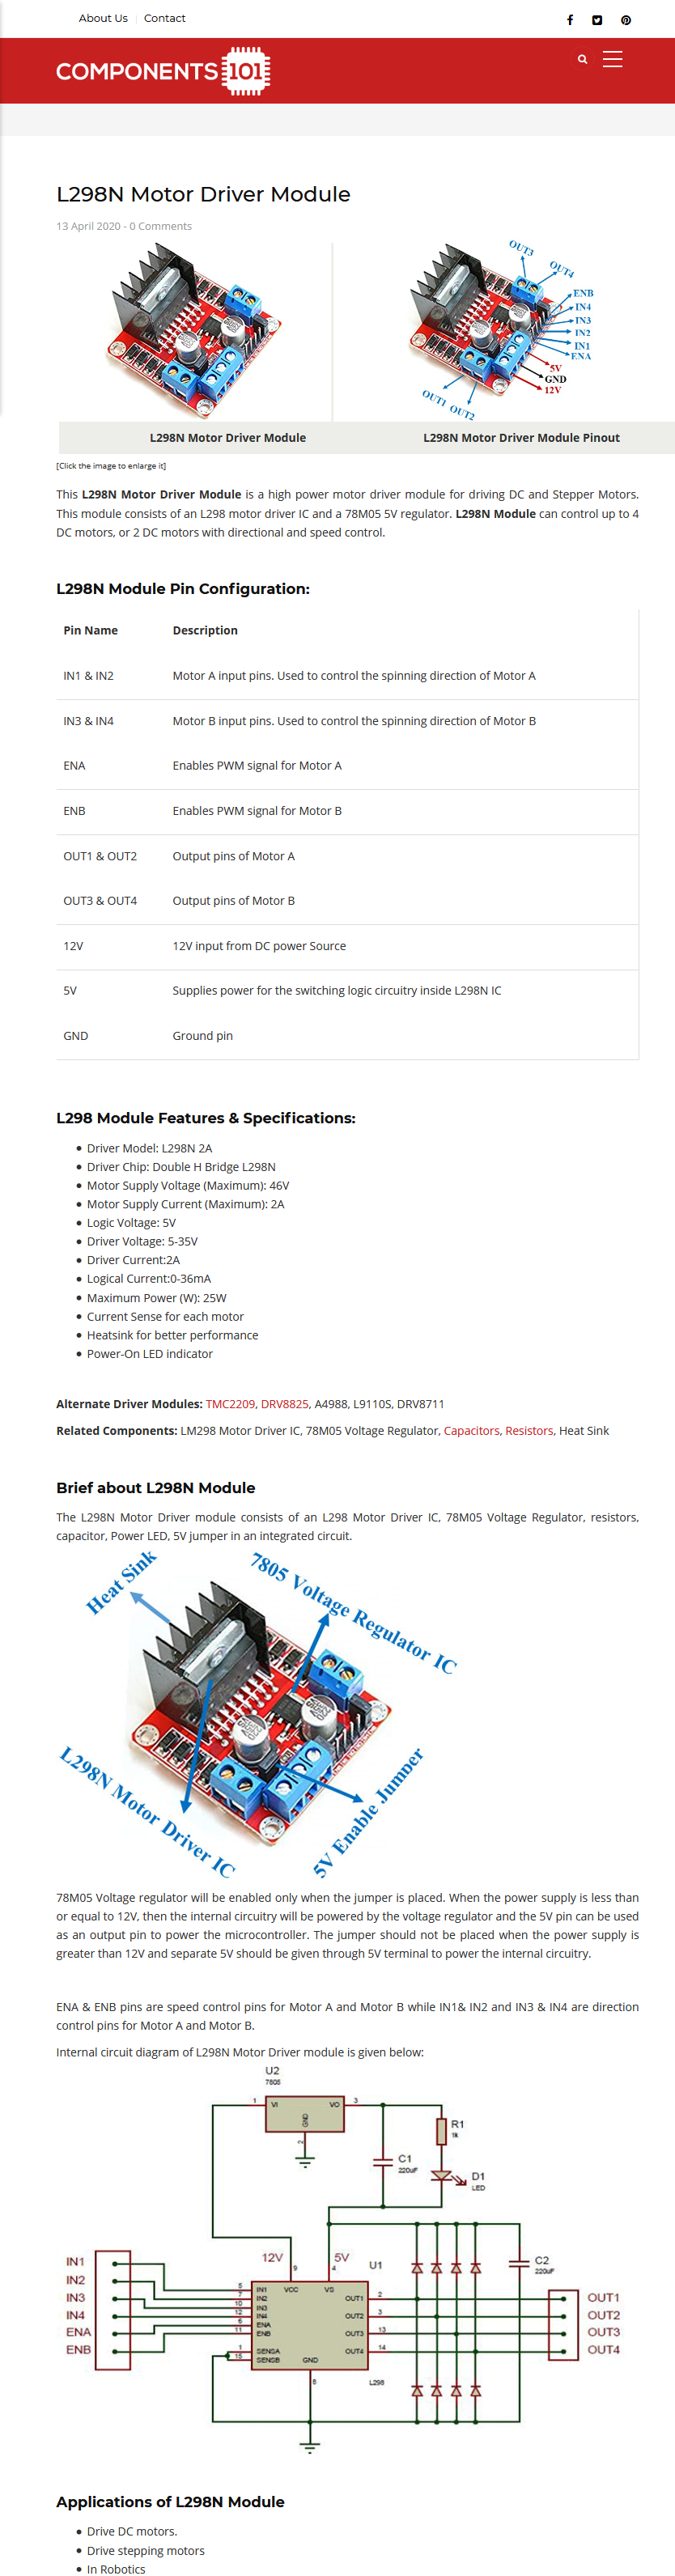 About Us
Contact
COMPONENTS 101
L298N Motor Driver Module
13 April 2020 - 0 Comments
OUT3
OUT4
ENB
IN4
IN3
IN2
IN1
ENA
5V
GND
12V
OUT1 OUT2
L298N Motor Driver Module
L298N Motor Driver Module Pinout
[Click the image to enlarge it]
This L298N Motor Driver Module is a high power motor driver module for driving DC and Stepper Motors.
This module consists of an L298 motor driver IC and a 78M05 5V regulator. L298N Module can control up to 4
DC motors, or 2 DC motors with directional and speed control.
L298N Module Pin Configuration:
Pin Name Description
IN1 & IN2 Motor A input pins. Used to control the spinning direction of Motor A
IN3 & IN4 Motor B input pins. Used to control the spinning direction of Motor B
ENA Enables PWM signal for Motor A
ENB Enables PWM signal for Motor B
OUT1 & OUT2 Output pins of Motor A
OUT3 & OUT4 Output pins of Motor B
12V 12V input from DC power Source
5V Supplies power for the switching logic circuitry inside L298N IC
GND Ground pin
L298 Module Features & Specifications:
Driver Model: L298N 2A
Driver Chip: Double H Bridge L298N
Motor Supply Voltage (Maximum): 46V
Motor Supply Current (Maximum): 2A
Logic Voltage: 5V
Driver Voltage: 5-35V
Driver Current:2A
Logical Current:0-36mA
Maximum Power (W): 25W
Current Sense for each motor
Heatsink for better performance
Power-On LED indicator
Alternate Driver Modules: TMC2209, DRV8825, A4988, L9110S, DRV8711
Related Components: LM298 Motor Driver IC, 78M05 Voltage Regulator, Capacitors, Resistors, Heat Sink
Brief about L298N Module
The L298N Motor Driver module consists of an L298 Motor Driver IC, 78M05 Voltage Regulator, resistors,
capacitor, Power LED, 5V jumper in an integrated circuit.
Heat Sink
7805 Voltage Regulator IC
L298N Motor Driver IC
5V Enable Jumper
78M05 Voltage regulator will be enabled only when the jumper is placed. When the power supply is less than
or equal to 12V, then the internal circuitry will be powered by the voltage regulator and the 5V pin can be used
as an output pin to power the microcontroller. The jumper should not be placed when the power supply is
greater than 12V and separate 5V should be given through 5V terminal to power the internal circuitry.
ENA & ENB pins are speed control pins for Motor A and Motor B while IN1& IN2 and IN3 & IN4 are direction
control pins for Motor A and Motor B.
Internal circuit diagram of L298N Motor Driver module is given below:
U2
7805
1 VI VO 3
GND
2
R1
1k
C1
220uF
D1
LED
12V 5V U1
9 4
C2
220uF
IN1
IN2
IN3
IN4
ENA
ENB
5 IN1 VCC VS
7 IN2 OUT1 2
10 IN3
12 IN4 OUT2 3
6 ENA
11 ENB OUT3 13
1 SENSA OUT4 14
15 SENSB GND
8
L298
OUT1
OUT2
OUT3
OUT4
Applications of L298N Module
Drive DC motors.
Drive stepping motors
In Robotics